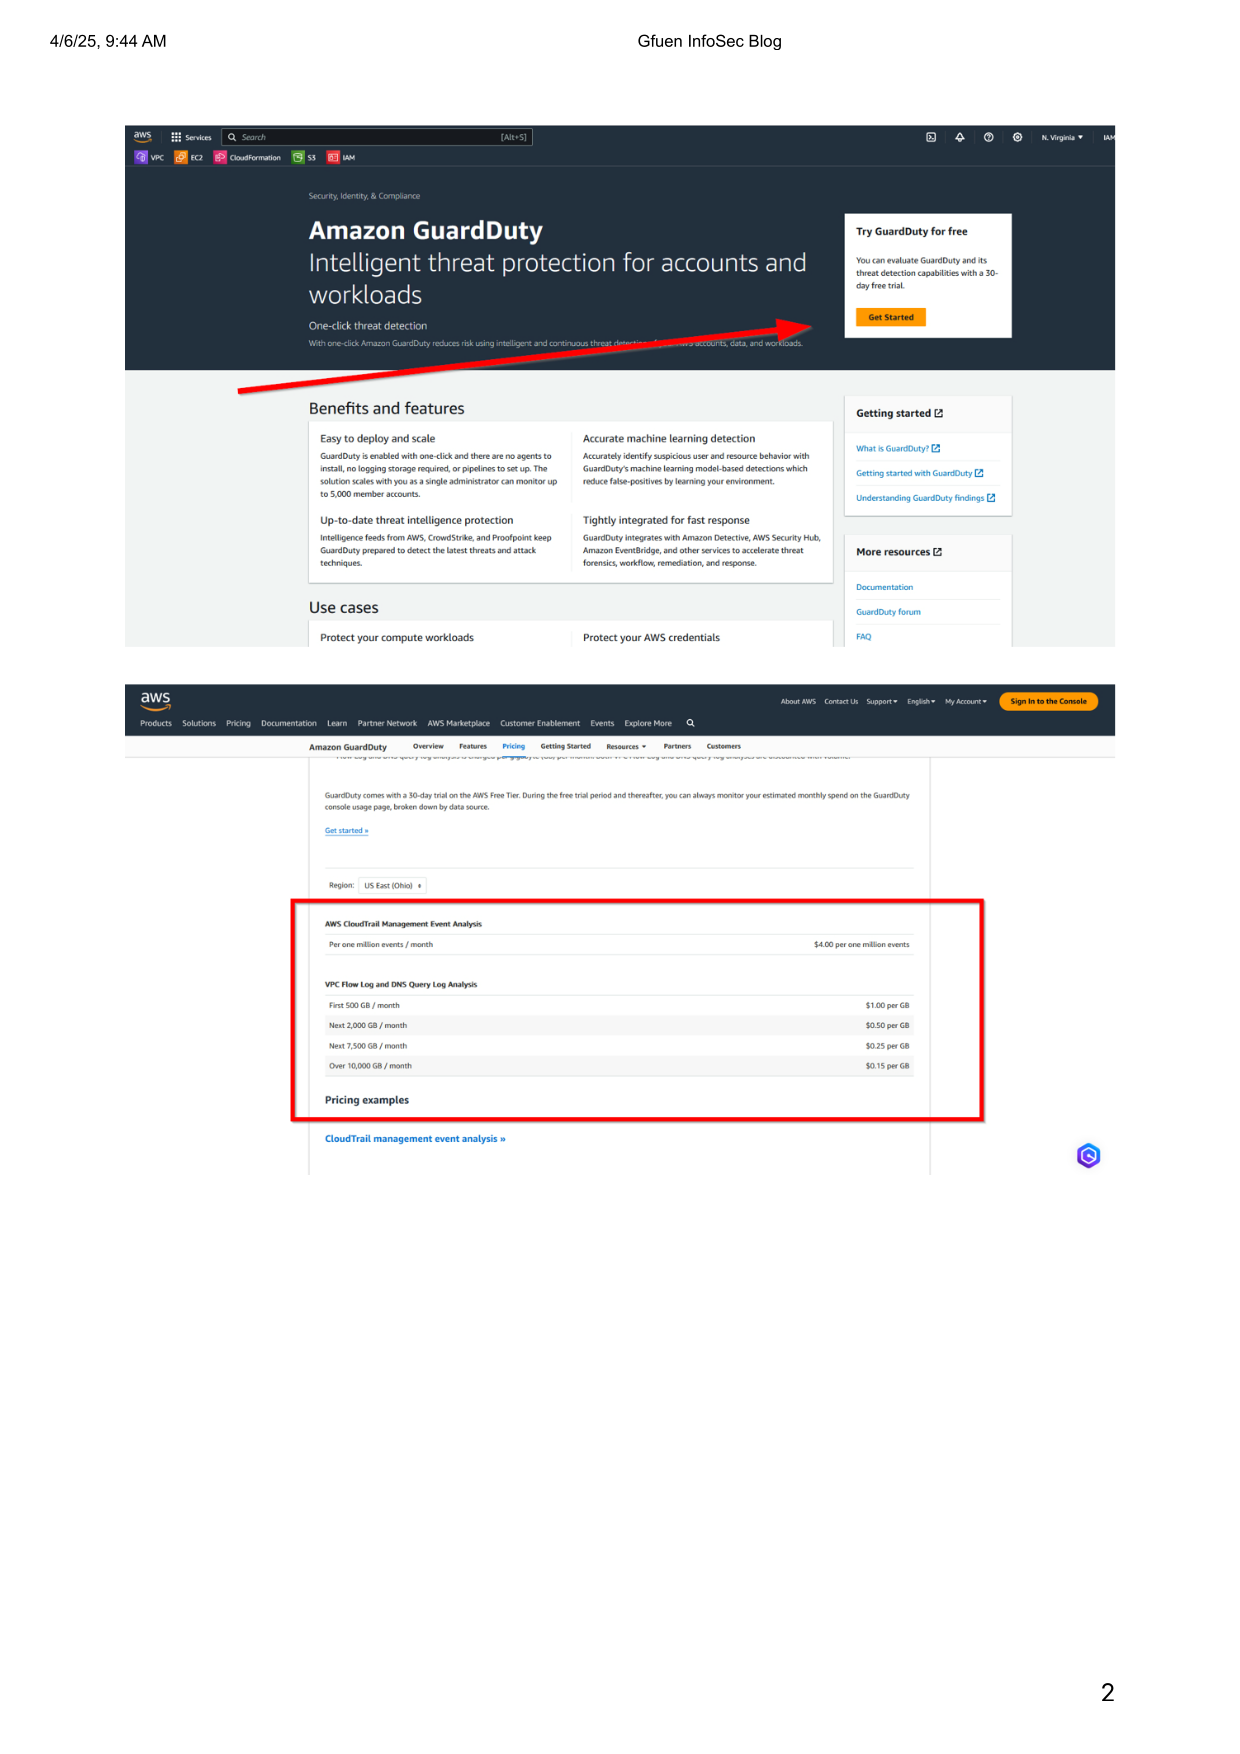 4/6/25, 9:44 AM
Gfuen InfoSec Blog
aws
Services
Search
[Alt+S]
N. Virginia
IAM
VPC
EC2
CloudFormation
S3
IAM
Security, Identity, & Compliance
Amazon GuardDuty
Intelligent threat protection for accounts and
workloads
One-click threat detection
With one-click Amazon GuardDuty reduces risk using intelligent and continuous threat detection accounts, data, and workloads.
Try GuardDuty for free
You can evaluate GuardDuty and its
threat detection capabilities with a 30-
day free trial.
Get Started
Benefits and features
Easy to deploy and scale
GuardDuty is enabled with one-click and there are no agents to
install, no logging storage required, or pipelines to set up. The
solution scales with you as a single administrator can monitor up
to 5,000 member accounts.
Accurate machine learning detection
Accurately identify suspicious user and resource behavior with
GuardDuty's machine learning model-based detections which
reduce false-positives by learning your environment.
Up-to-date threat intelligence protection
Intelligence feeds from AWS, CrowdStrike, and Proofpoint keep
GuardDuty prepared to detect the latest threats and attack
techniques.
Tightly integrated for fast response
GuardDuty integrates with Amazon Detective, AWS Security Hub,
Amazon EventBridge, and other services to accelerate threat
forensics, workflow, remediation, and response.
Use cases
Protect your compute workloads
Protect your AWS credentials
Getting started
What is GuardDuty?
Getting started with GuardDuty
Understanding GuardDuty findings
More resources
Documentation
GuardDuty forum
FAQ
aws
About AWS
Contact Us
Support
English
My Account
Sign In to the Console
Products
Solutions
Pricing
Documentation
Learn
Partner Network
AWS Marketplace
Customer Enablement
Events
Explore More
Amazon GuardDuty
Overview
Features
Pricing
Getting Started
Resources
Partners
Customers
GuardDuty comes with a 30-day trial on the AWS Free Tier. During the free trial period and thereafter, you can always monitor your estimated monthly spend on the GuardDuty
console usage page, broken down by data source.
Get started »
Region: US East (Ohio)
AWS CloudTrail Management Event Analysis
Per one million events / month $4.00 per one million events
VPC Flow Log and DNS Query Log Analysis
First 500 GB / month $1.00 per GB
Next 2,000 GB / month $0.50 per GB
Next 7,500 GB / month $0.25 per GB
Over 10,000 GB / month $0.15 per GB
Pricing examples
CloudTrail management event analysis »
2